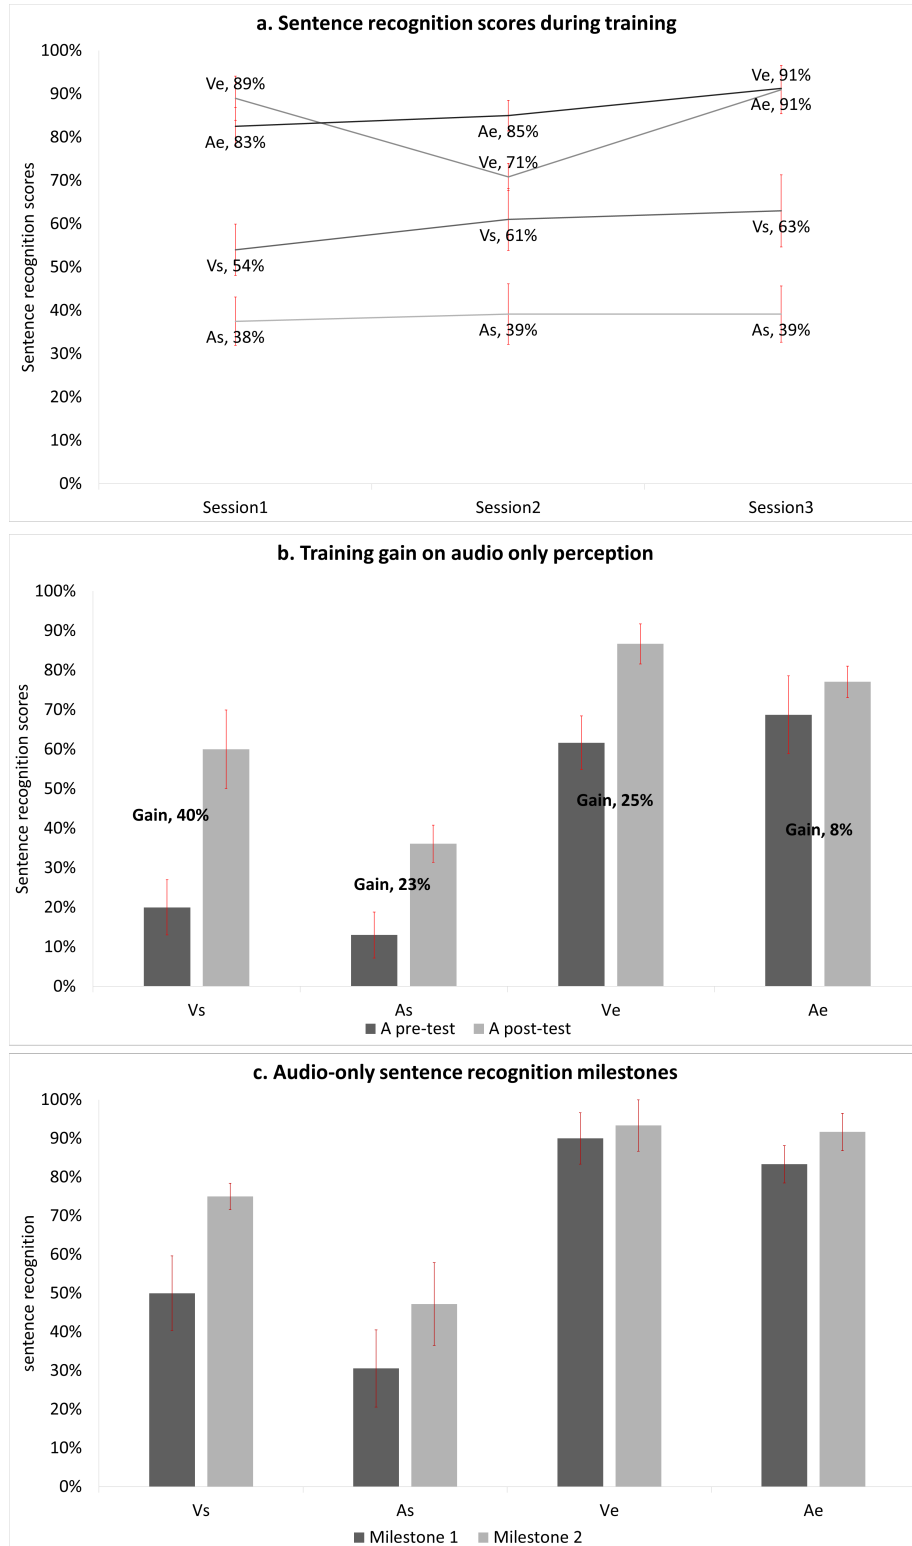 a. Sentence recognition scores during training
Sentence recognition scores
100%
90%
80%
70%
60%
50%
40%
30%
20%
10%
0%
Ve, 89%
Ae, 83%
Vs, 54%
As, 38%
Ae, 85%
Ve, 71%
Vs, 61%
As, 39%
Ve, 91%
Ae, 91%
Vs, 63%
As, 39%
Session1 Session2 Session3
b. Training gain on audio only perception
Sentence recognition scores
100%
90%
80%
70%
60%
50%
40%
30%
20%
10%
0%
Gain, 40%
Gain, 23%
Gain, 25%
Gain, 8%
Vs As Ve Ae
A pre-test A post-test
c. Audio-only sentence recognition milestones
sentence recognition
100%
90%
80%
70%
60%
50%
40%
30%
20%
10%
0%
Vs As Ve Ae
Milestone 1 Milestone 2